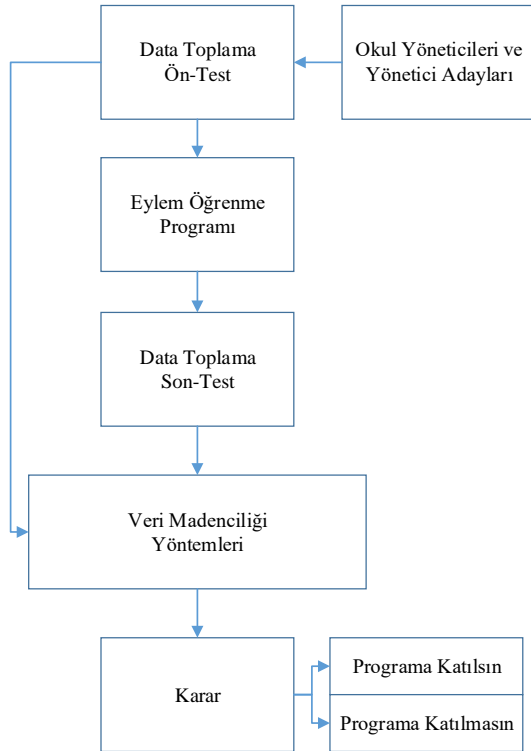 Data Toplama
Ön-Test
Okul Yöneticileri ve
Yönetici Adayları
Eylem Öğrenme
Programı
Data Toplama
Son-Test
Veri Madenciliği
Yöntemleri
Karar
Programa Katılsın
Programa Katılmasın